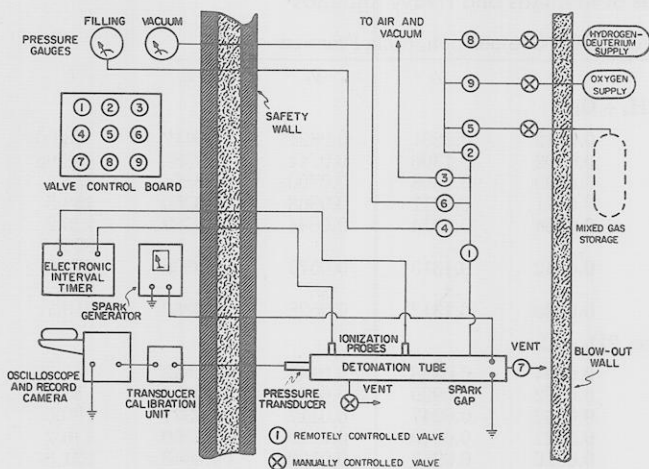 FILLING
VACUUM
PRESSURE
GAUGES
TO AIR AND
VACUUM
8
HYDROGEN-
DEUTERIUM
SUPPLY
9
OXYGEN
SUPPLY
SAFETY
WALL
1 2 3
4 5 6
7 8 9
VALVE CONTROL BOARD
5
2
3
6
4
1
MIXED GAS
STORAGE
ELECTRONIC
INTERVAL
TIMER
SPARK
GENERATOR
OSCILLOSCOPE
AND RECORD
CAMERA
TRANSDUCER
CALIBRATION
UNIT
IONIZATION
PROBES
DETONATION TUBE
PRESSURE
TRANSDUCER
VENT
SPARK
GAP
VENT
7
BLOW-OUT
WALL
1 REMOTELY CONTROLLED VALVE
MANUALLY CONTROLLED VALVE